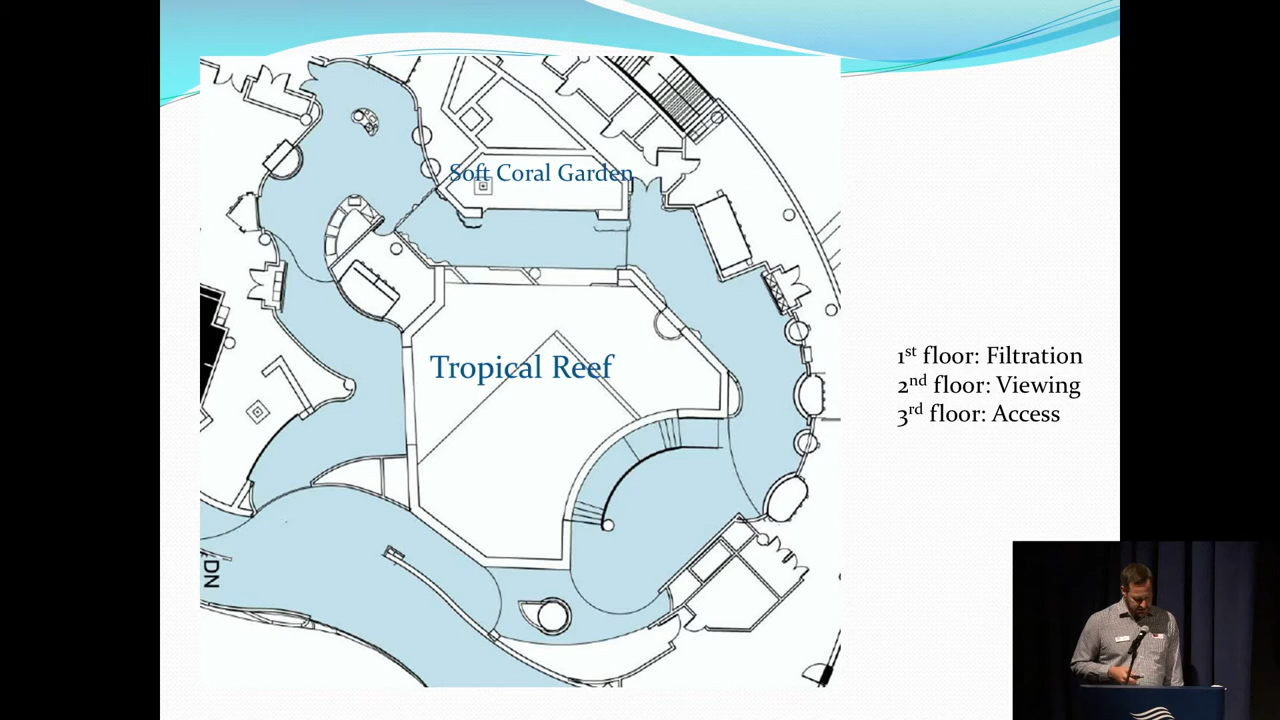 Soft Coral Garden
Tropical Reef
1st floor: Filtration
2nd floor: Viewing
3rd floor: Access
DN